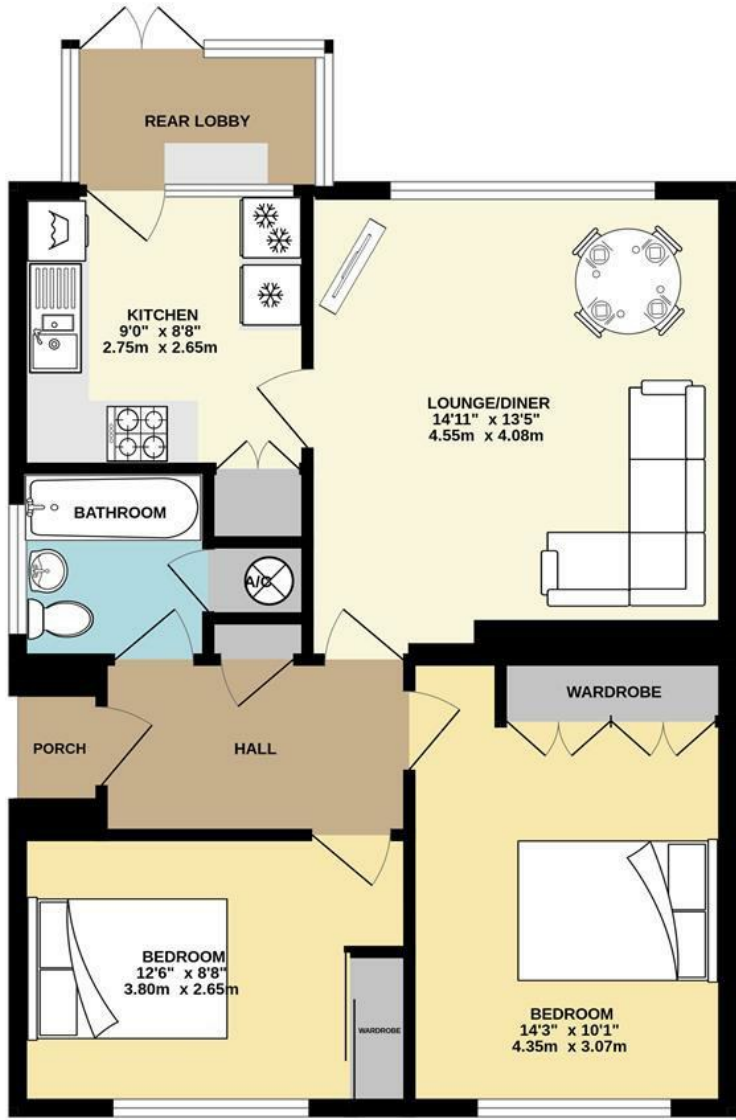 REAR LOBBY
KITCHEN
9'0" x 8'8"
2.75m x 2.65m
LOUNGE/DINER
14'11" x 13'5"
4.55m x 4.08m
BATHROOM
A/C
WARDROBE
PORCH
HALL
BEDROOM
12'6" x 8'8"
3.80m x 2.65m
WARDROBE
BEDROOM
14'3" x 10'1"
4.35m x 3.07m